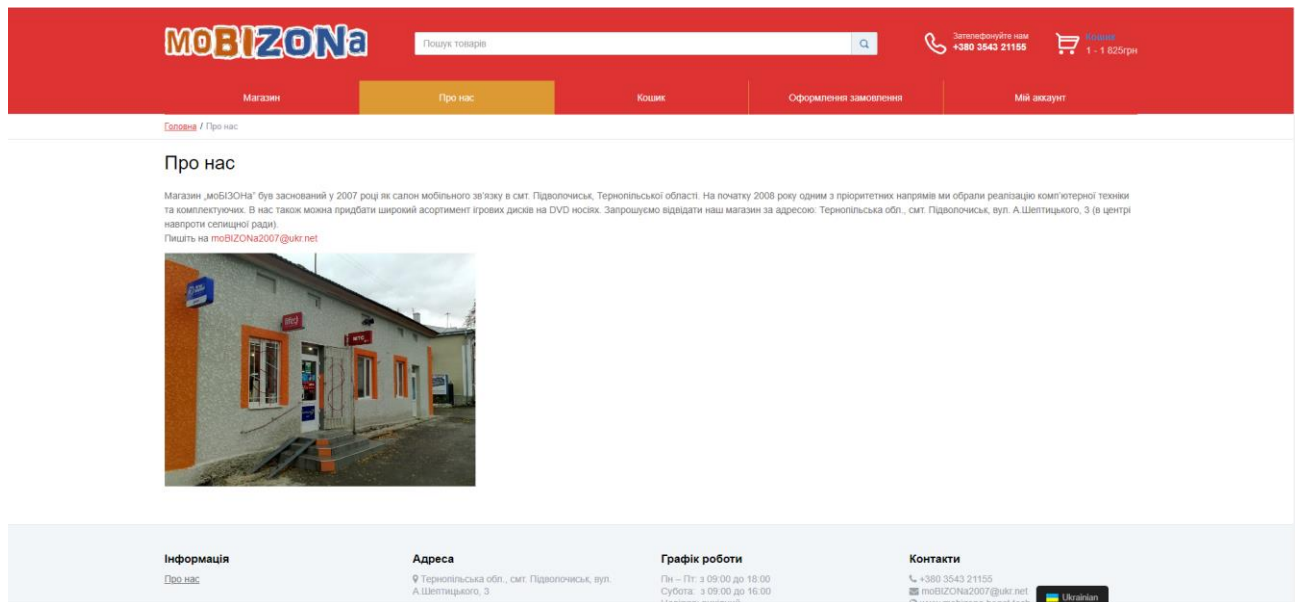 MOBIZONa
Пошук товарів
Зателефонуйте нам
+380 3543 21155
Кошик
1 - 1 825грн
Магазин
Про нас
Кошик
Оформлення замовлення
Мій аккаунт
Головна / Про нас
Про нас
Магазин „моБІЗОНа” був заснований у 2007 році як салон мобільного зв'язку в смт. Підволочиськ, Тернопільської області. На початку 2008 року одним з пріоритетних напрямів ми обрали реалізацію комп'ютерної техніки
та комплектуючих. В нас також можна придбати широкий асортимент ігрових дисків на DVD носіях. Запрошуємо відвідати наш магазин за адресою: Тернопільська обл., смт. Підволочиськ, вул. А.Шептицького, 3 (в центрі
навпроти селищної ради).
Пишіть на moBIZONa2007@ukr.net
МТС
Інформація
Про нас
Адреса
Тернопільська обл., смт. Підволочиськ, вул.
А.Шептицького, 3
Графік роботи
Пн – Пт: з 09:00 до 18:00
Субота: з 09:00 до 16:00
Контакти
+380 3543 21155
moBIZONa2007@ukr.net
Ukrainian